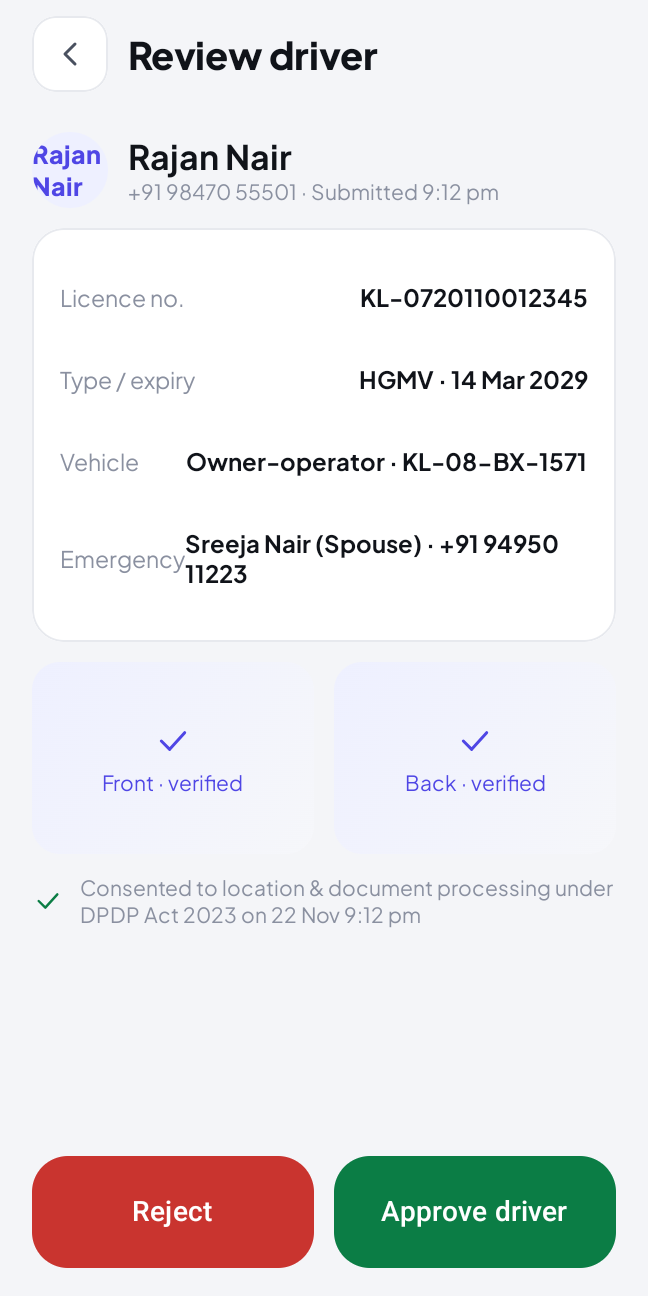 Review driver
Rajan
Nair
Rajan Nair
+91 98470 55501 · Submitted 9:12 pm
Licence no.
KL-0720110012345
Type / expiry
HGMV · 14 Mar 2029
Vehicle
Owner-operator · KL-08-BX-1571
Emergency
Sreeja Nair (Spouse) · +91 94950
11223
Front · verified
Back · verified
Consented to location & document processing under
DPDP Act 2023 on 22 Nov 9:12 pm
Reject
Approve driver